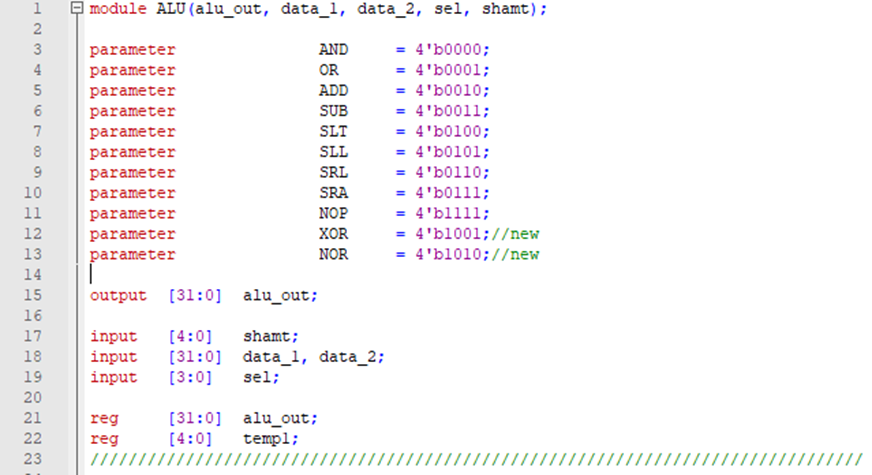 1 module ALU(alu_out, data_1, data_2, sel, shamt);
2
3 parameter AND = 4'b0000;
4 parameter OR = 4'b0001;
5 parameter ADD = 4'b0010;
6 parameter SUB = 4'b0011;
7 parameter SLT = 4'b0100;
8 parameter SLL = 4'b0101;
9 parameter SRL = 4'b0110;
10 parameter SRA = 4'b0111;
11 parameter NOP = 4'b1111;
12 parameter XOR = 4'b1001;//new
13 parameter NOR = 4'b1010;//new
14
15 output [31:0] alu_out;
16
17 input [4:0] shamt;
18 input [31:0] data_1, data_2;
19 input [3:0] sel;
20
21 reg [31:0] alu_out;
22 reg [4:0] temp1;
23 ////////////////////////////////////////////////////////////////////////////////